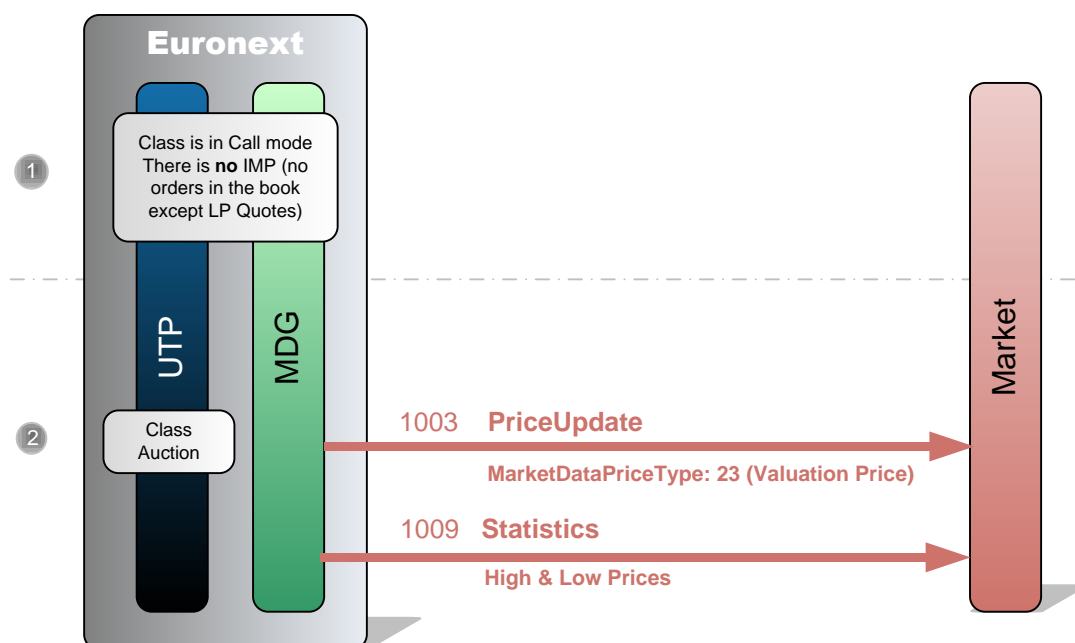 Euronext
1
Class is in Call mode
There is no IMP (no
orders in the book
except LP Quotes)
UTP
MDG
Market
2
Class
Auction
1003 PriceUpdate
MarketDataPriceType: 23 (Valuation Price)
1009 Statistics
High & Low Prices